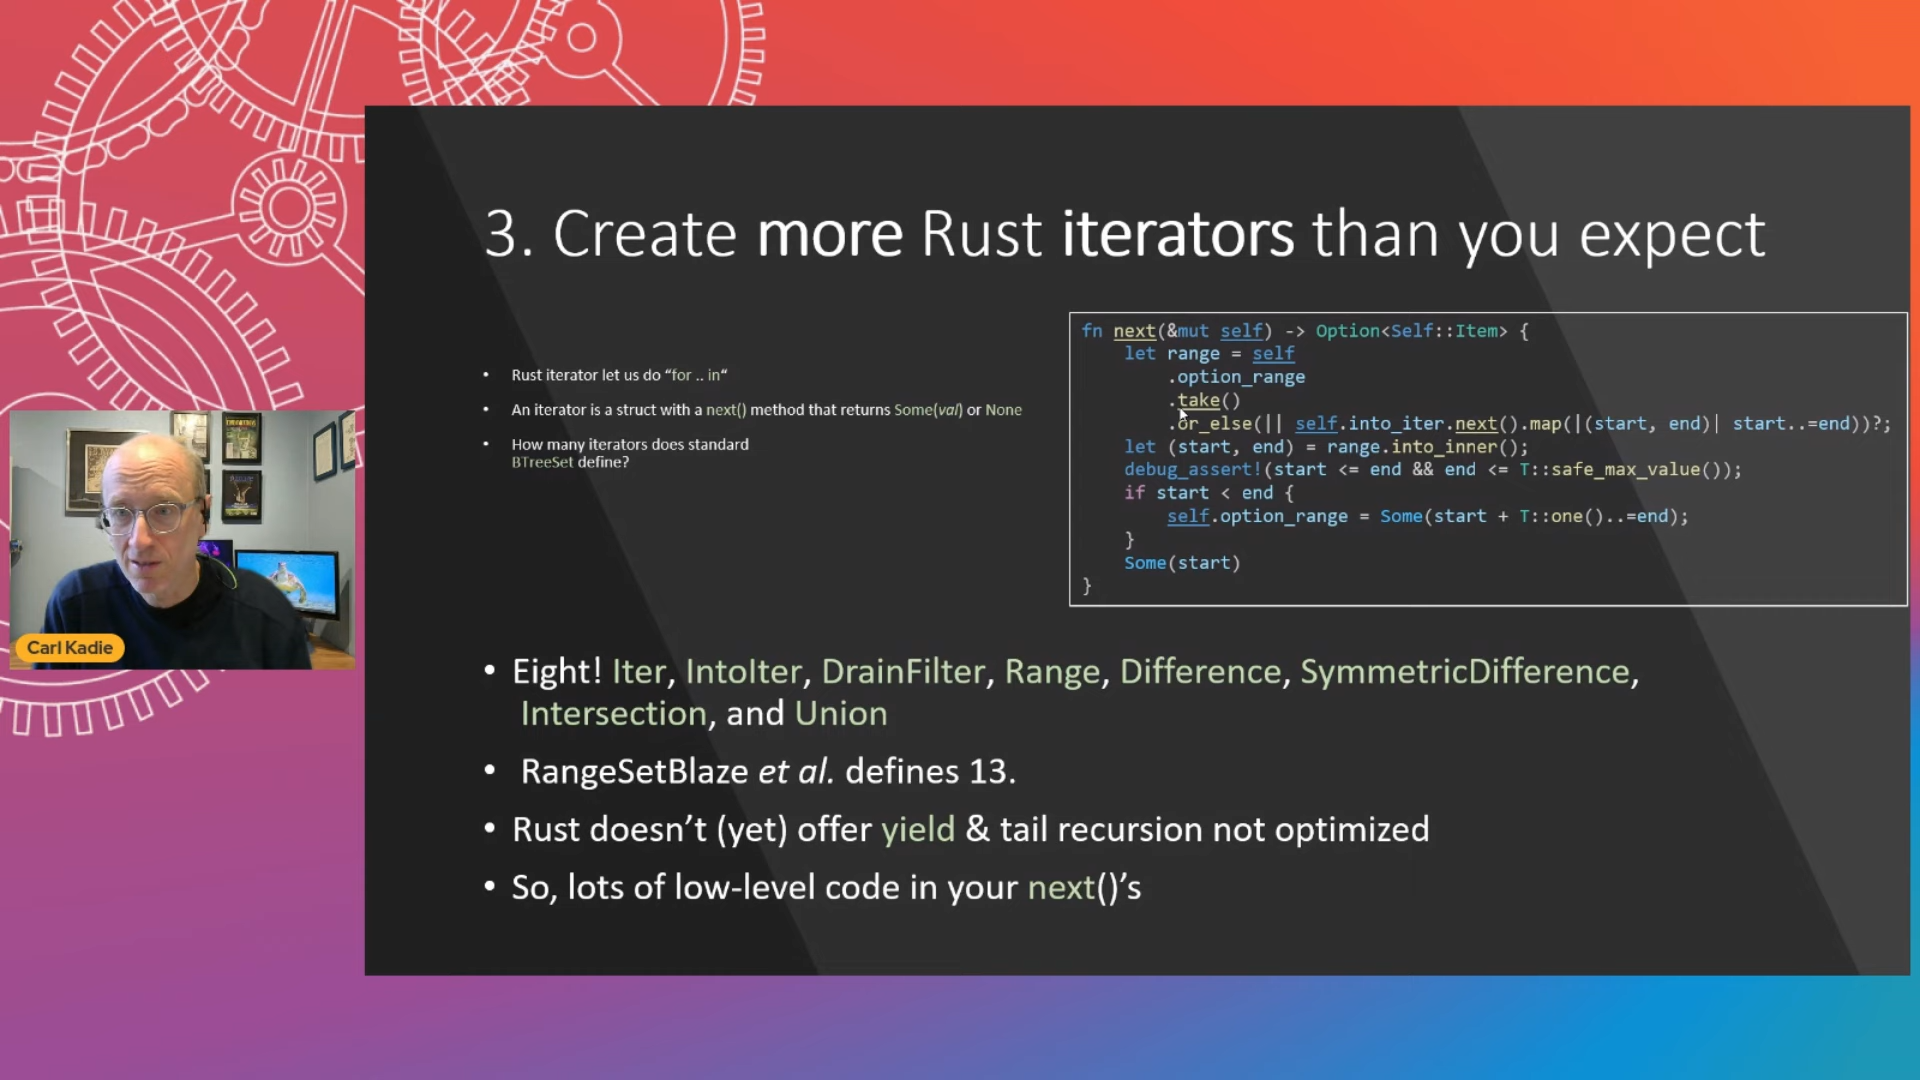 3. Create more Rust iterators than you expect
• Rust iterator let us do “for .. in“
• An iterator is a struct with a next() method that returns Some(val) or None
• How many iterators does standard
BTreeSet define?
fn next(&mut self) -> Option<Self::Item> {
    let range = self
        .option_range
        .take()
        .or_else(|| self.into_iter.next().map(|(start, end)| start..=end))?;
    let (start, end) = range.into_inner();
    debug_assert!(start <= end && end <= T::safe_max_value());
    if start < end {
        self.option_range = Some(start + T::one()..=end);
    }
    Some(start)
}
Carl Kadie
• Eight! Iter, IntoIter, DrainFilter, Range, Difference, SymmetricDifference,
Intersection, and Union
• RangeSetBlaze et al. defines 13.
• Rust doesn’t (yet) offer yield & tail recursion not optimized
• So, lots of low-level code in your next()’s